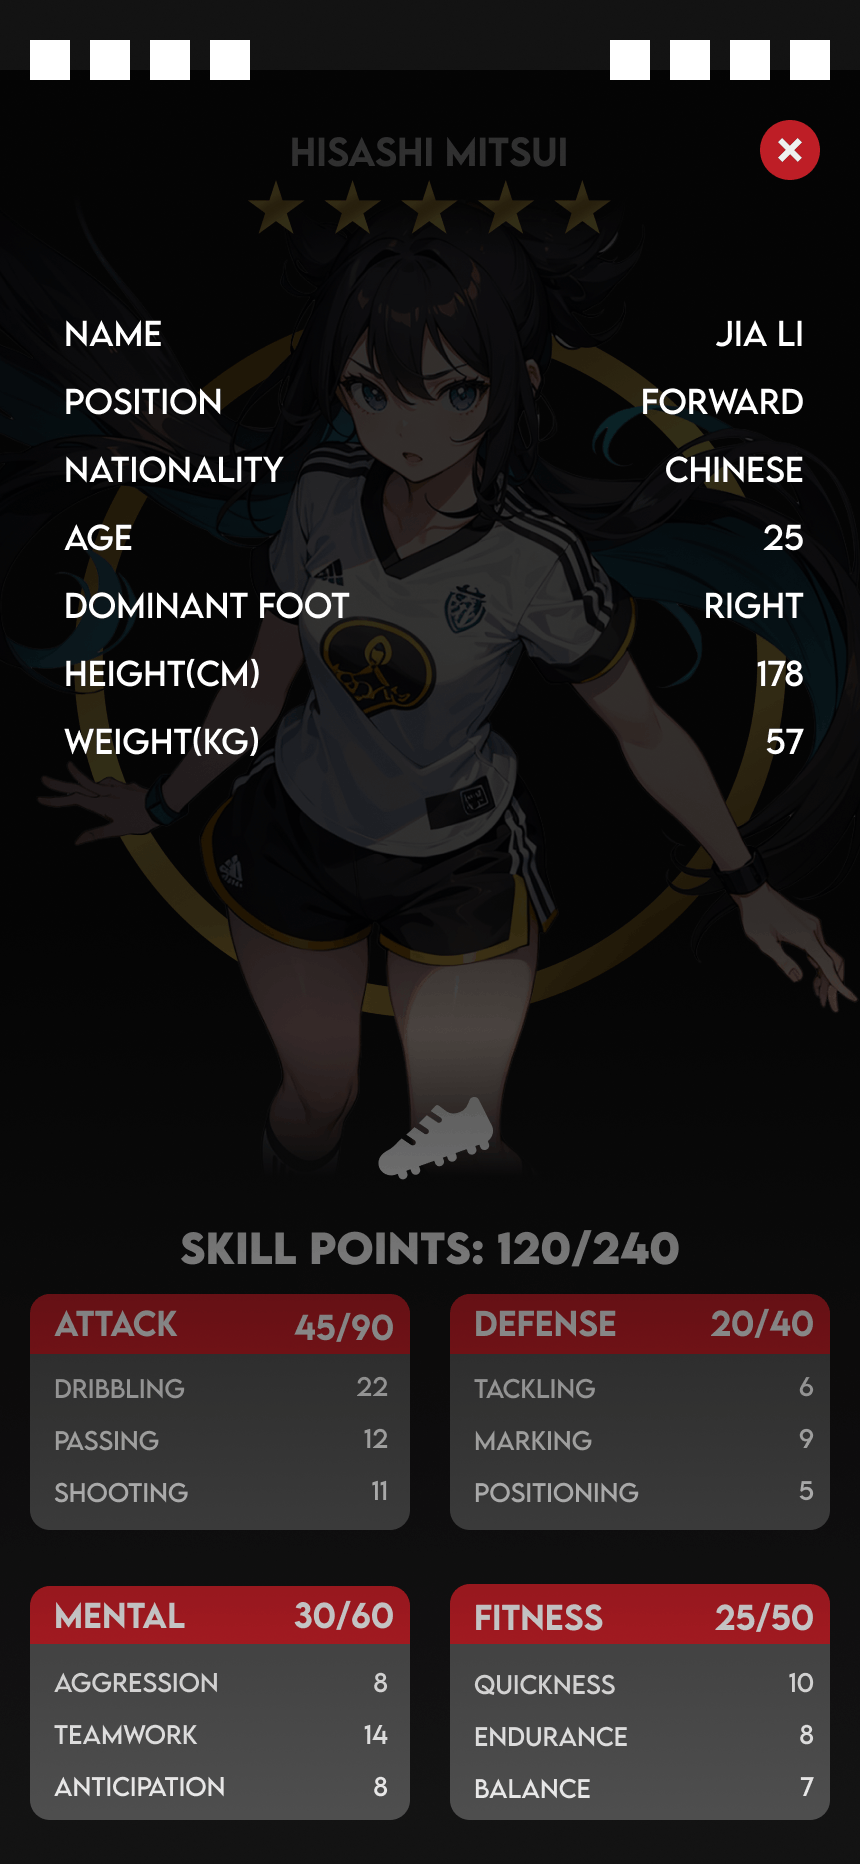 HISASHI MITSUI
NAME JIA LI
POSITION FORWARD
NATIONALITY CHINESE
AGE 25
DOMINANT FOOT RIGHT
HEIGHT(CM) 178
WEIGHT(KG) 57
SKILL POINTS: 120/240
ATTACK 45/90
DRIBBLING 22
PASSING 12
SHOOTING 11
DEFENSE 20/40
TACKLING 6
MARKING 9
POSITIONING 5
MENTAL 30/60
AGGRESSION 8
TEAMWORK 14
ANTICIPATION 8
FITNESS 25/50
QUICKNESS 10
ENDURANCE 8
BALANCE 7